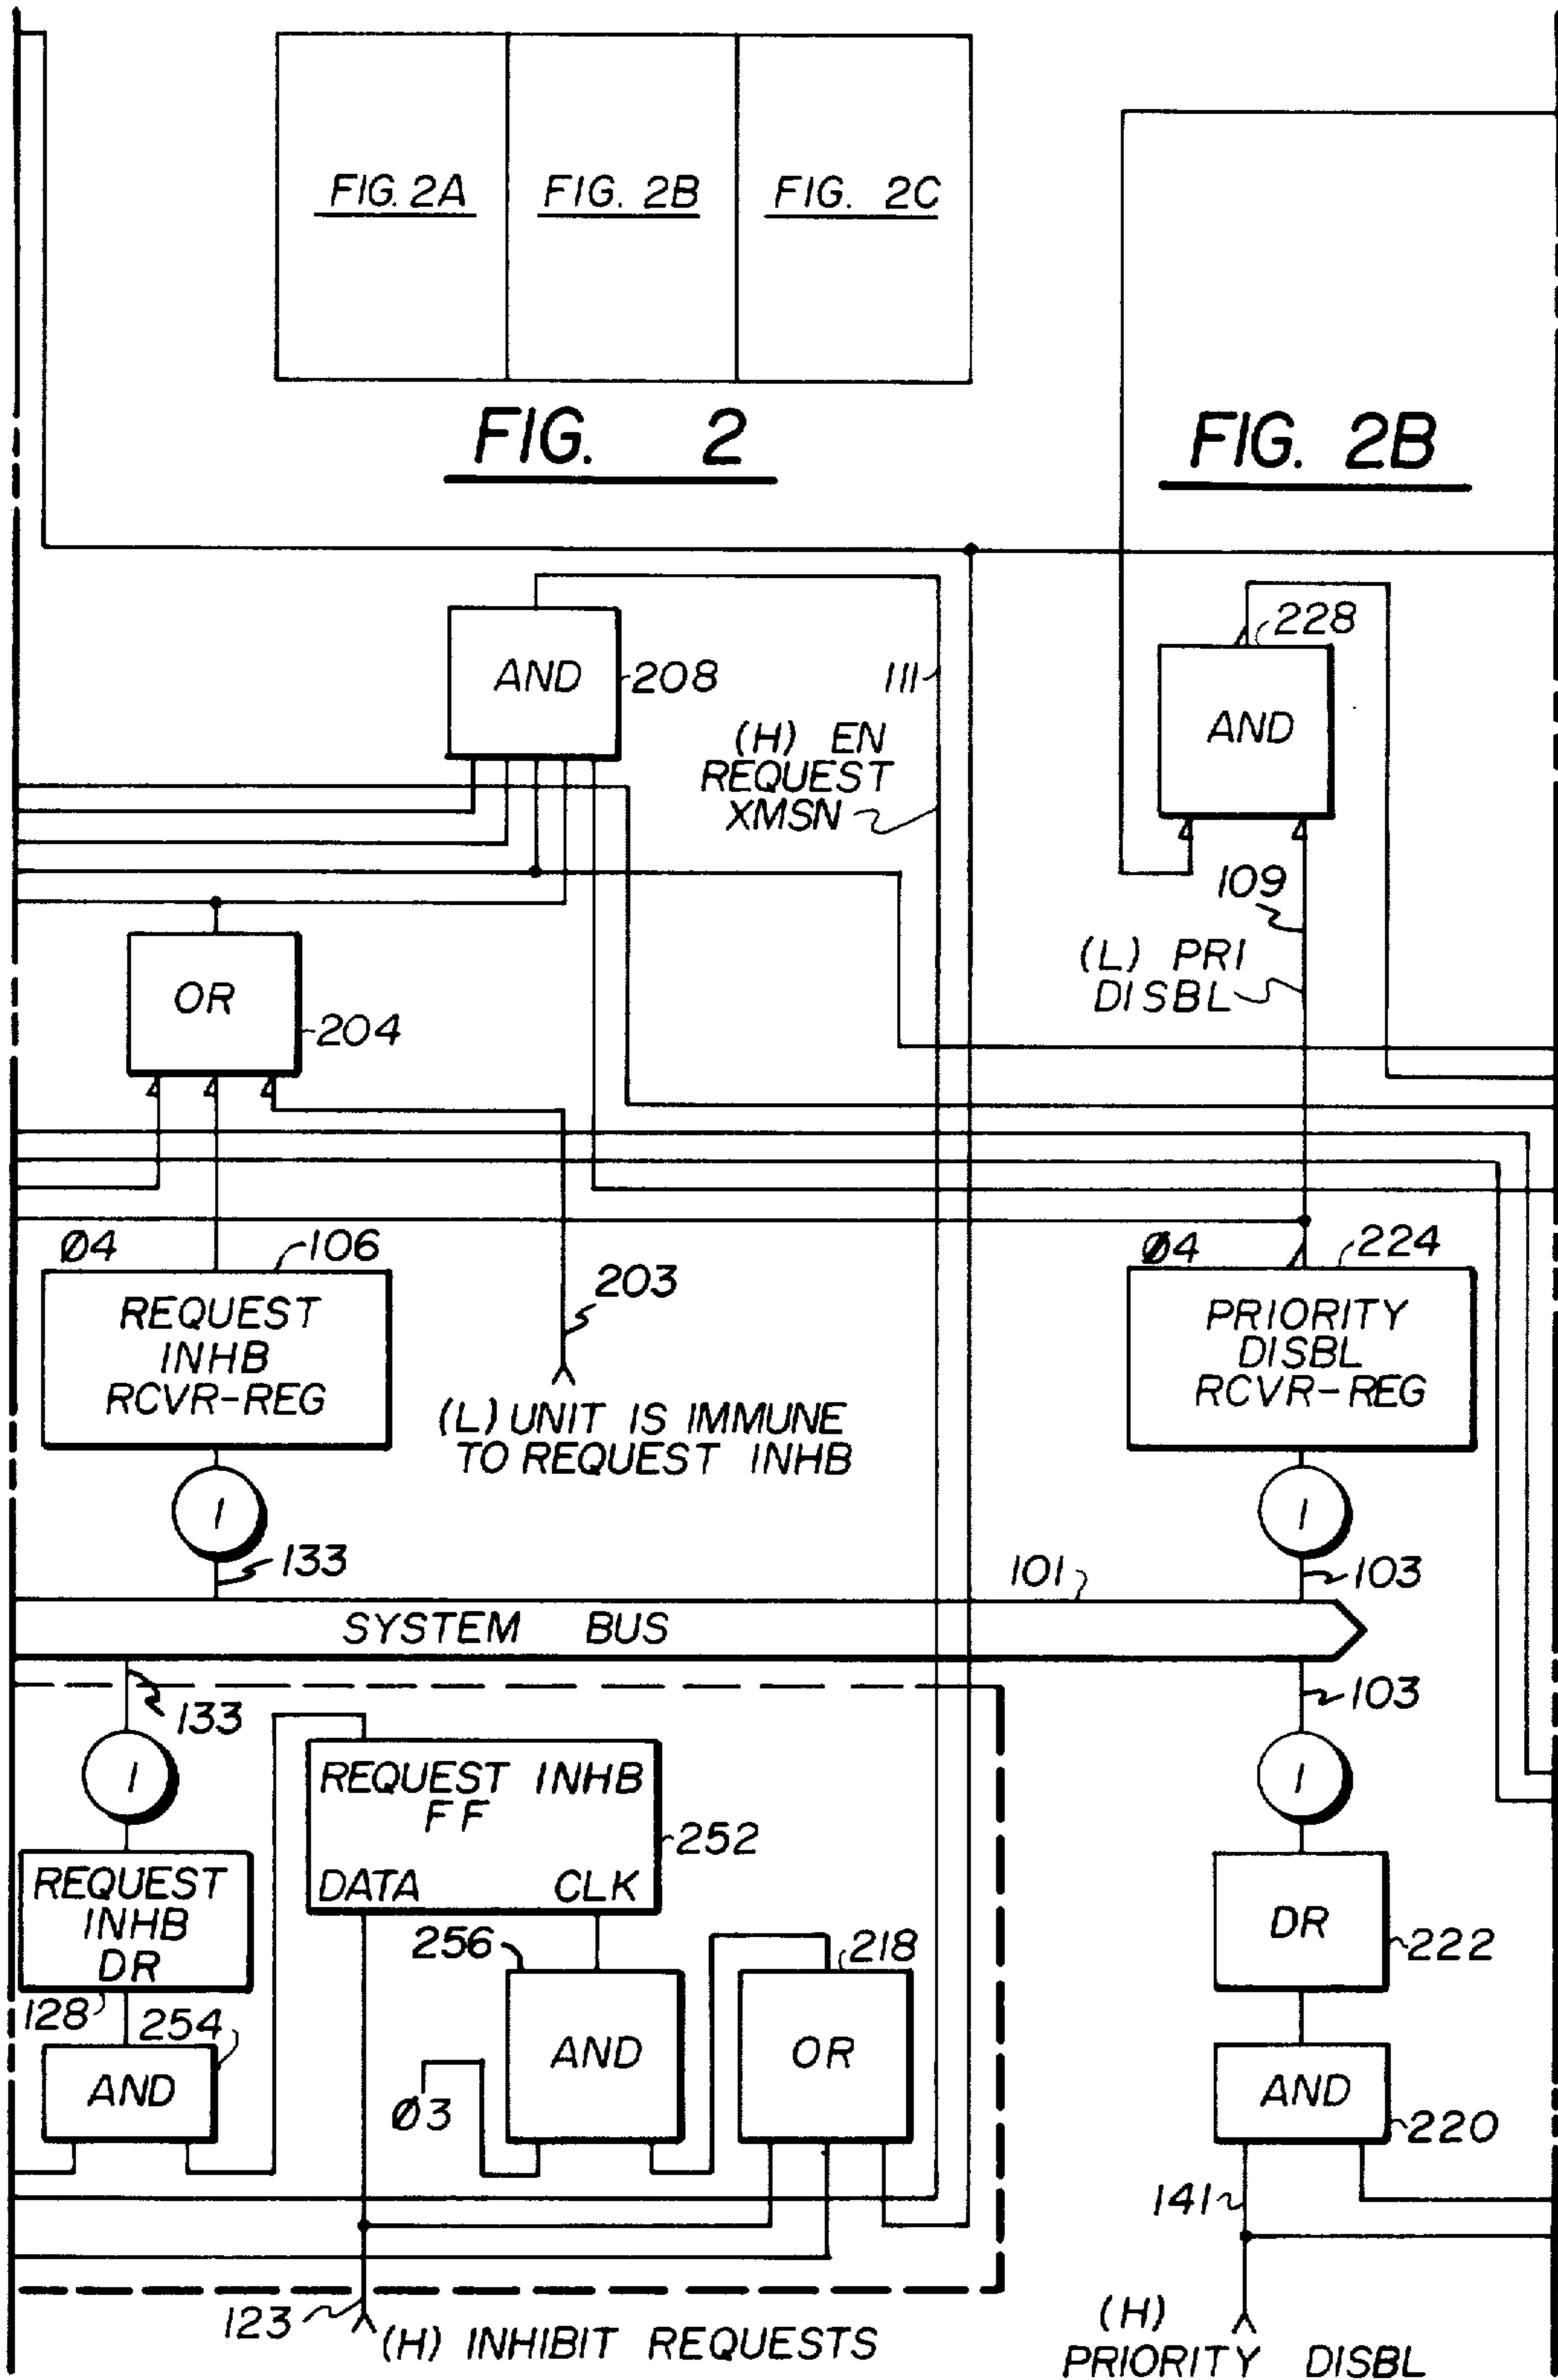 FIG. 2A
FIG. 2B
FIG. 2C
FIG. 2
FIG. 2B
AND
208
111
(H) EN
REQUEST
XMSN
228
AND
109
(L) PRI
DISBL
OR
204
Ø4
106
REQUEST
INHB
RCVR-REG
203
(L) UNIT IS IMMUNE
TO REQUEST INHB
Ø4
224
PRIORITY
DISBL
RCVR-REG
I
133
I
103
101
SYSTEM BUS
133
103
I
I
REQUEST INHB
FF
DATA CLK
252
REQUEST
INHB
DR
128
254
AND
256
AND
Ø3
218
OR
DR
222
AND
220
141
123
(H) INHIBIT REQUESTS
(H)
PRIORITY DISBL